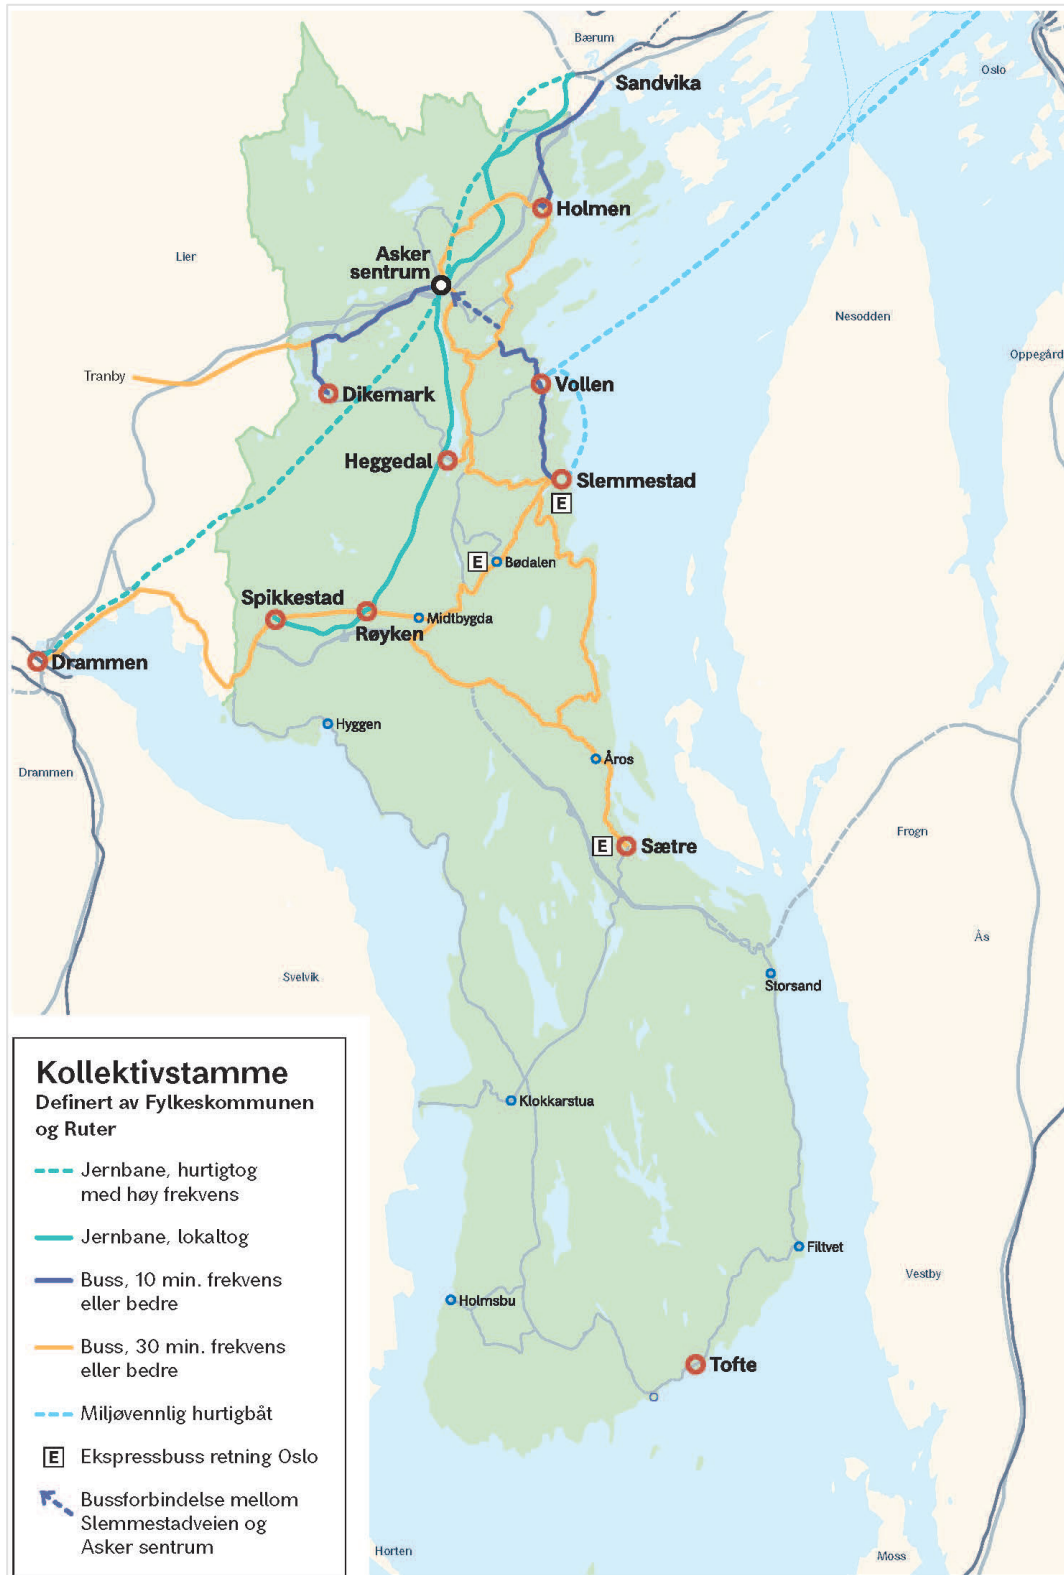 Bærum
Oslo
Sandvika
Holmen
Asker
sentrum
Lier
Nesodden
Oppegård
Tranby
Vollen
Dikemark
Heggedal
Slemmestad
E
E
Bødalen
Spikkestad
Røyken
Midtbygda
Drammen
Hyggen
Åros
Drammen
Frogn
E
Sætre
Ås
Svelvik
Storsand
Klokkarstua
Filtvet
Vestby
Holmsbu
Tofte
Horten
Moss
Kollektivstamme
Definert av Fylkeskommunen
og Ruter
Jernbane, hurtigtog
med høy frekvens
Jernbane, lokaltog
Buss, 10 min. frekvens
eller bedre
Buss, 30 min. frekvens
eller bedre
Miljøvennlig hurtigbåt
E Ekspressbuss retning Oslo
Bussforbindelse mellom
Slemmestadveien og
Asker sentrum